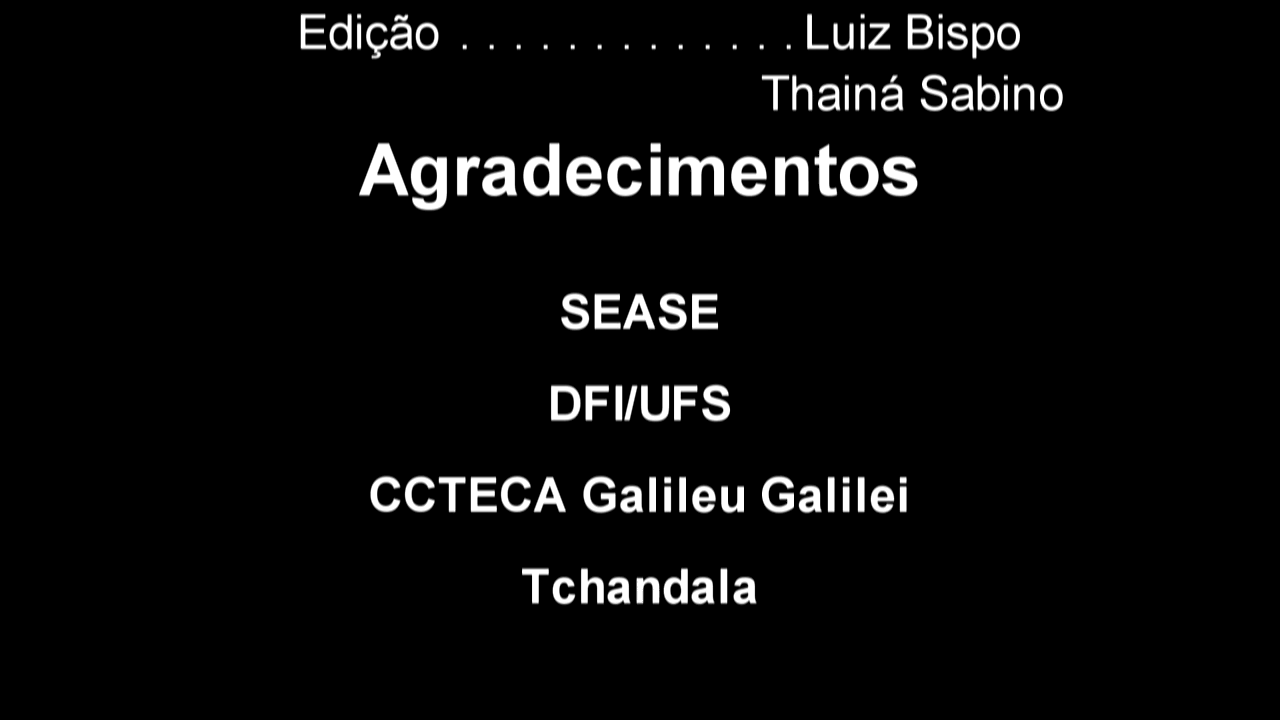 Edição . . . . . . . . . . . . . Luiz Bispo
Thainá Sabino
Agradecimentos
SEASE
DFI/UFS
CCTECA Galileu Galilei
Tchandala